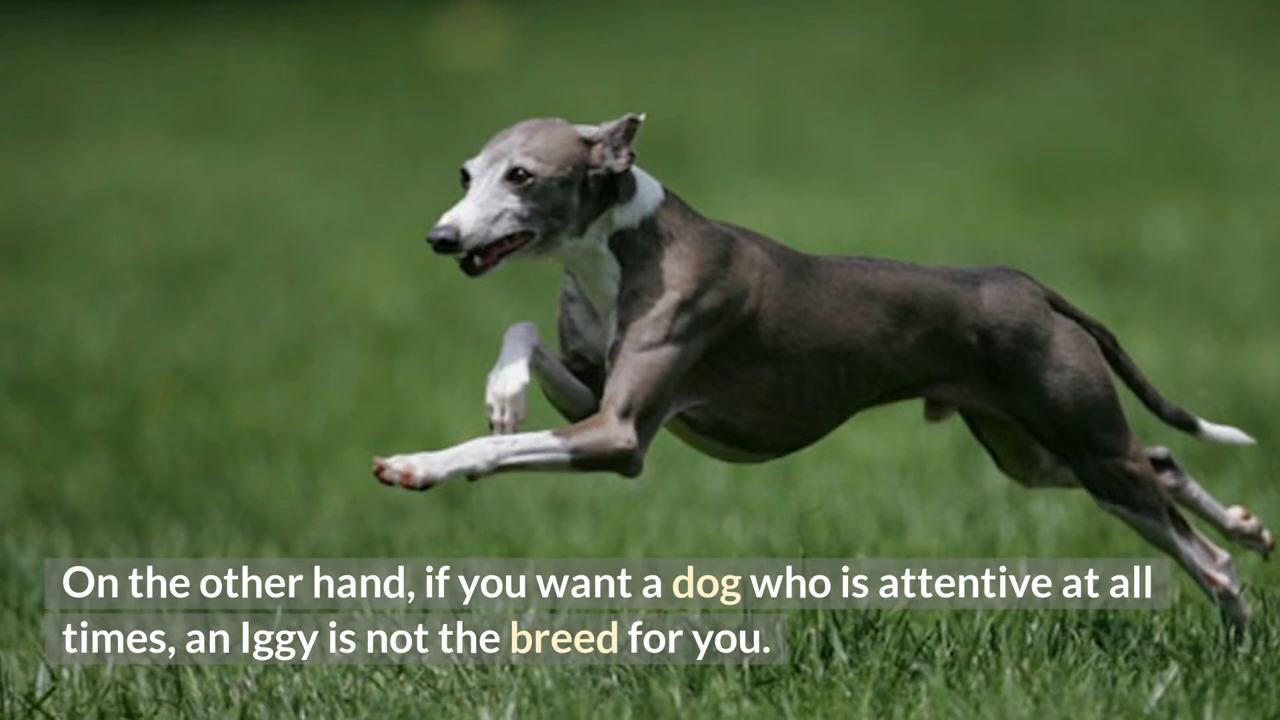 On the other hand, if you want a dog who is attentive at all
times, an Iggy is not the breed for you.